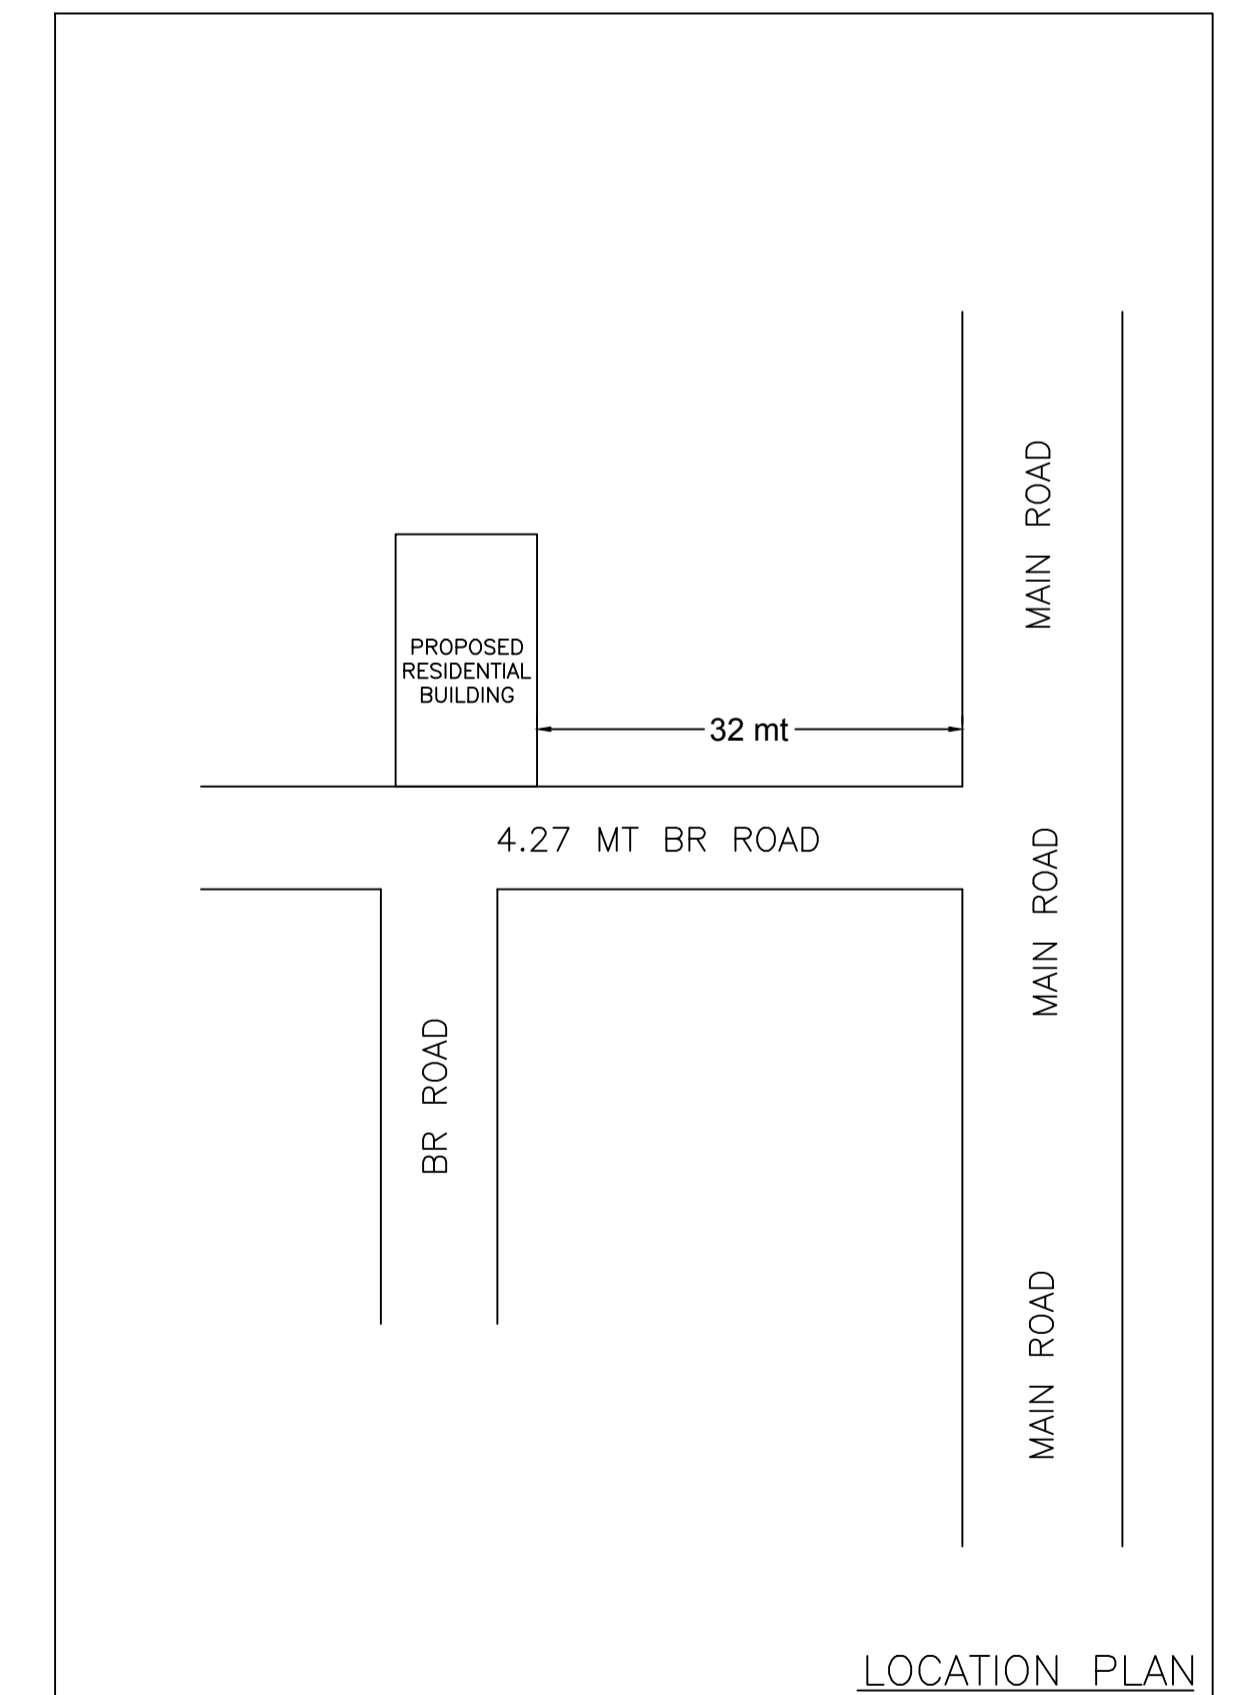 MAIN ROAD
PROPOSED
RESIDENTIAL
BUILDING
32 mt
4.27 MT BR ROAD
MAIN ROAD
BR ROAD
MAIN ROAD
LOCATION PLAN